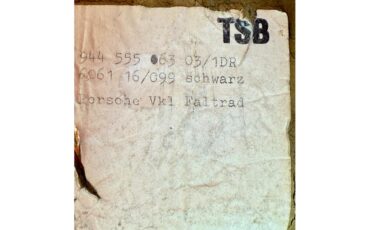 TSB
944 555 063 03/1DR
6061 16/G99 schwarz
Porsche Vkl Faltrad